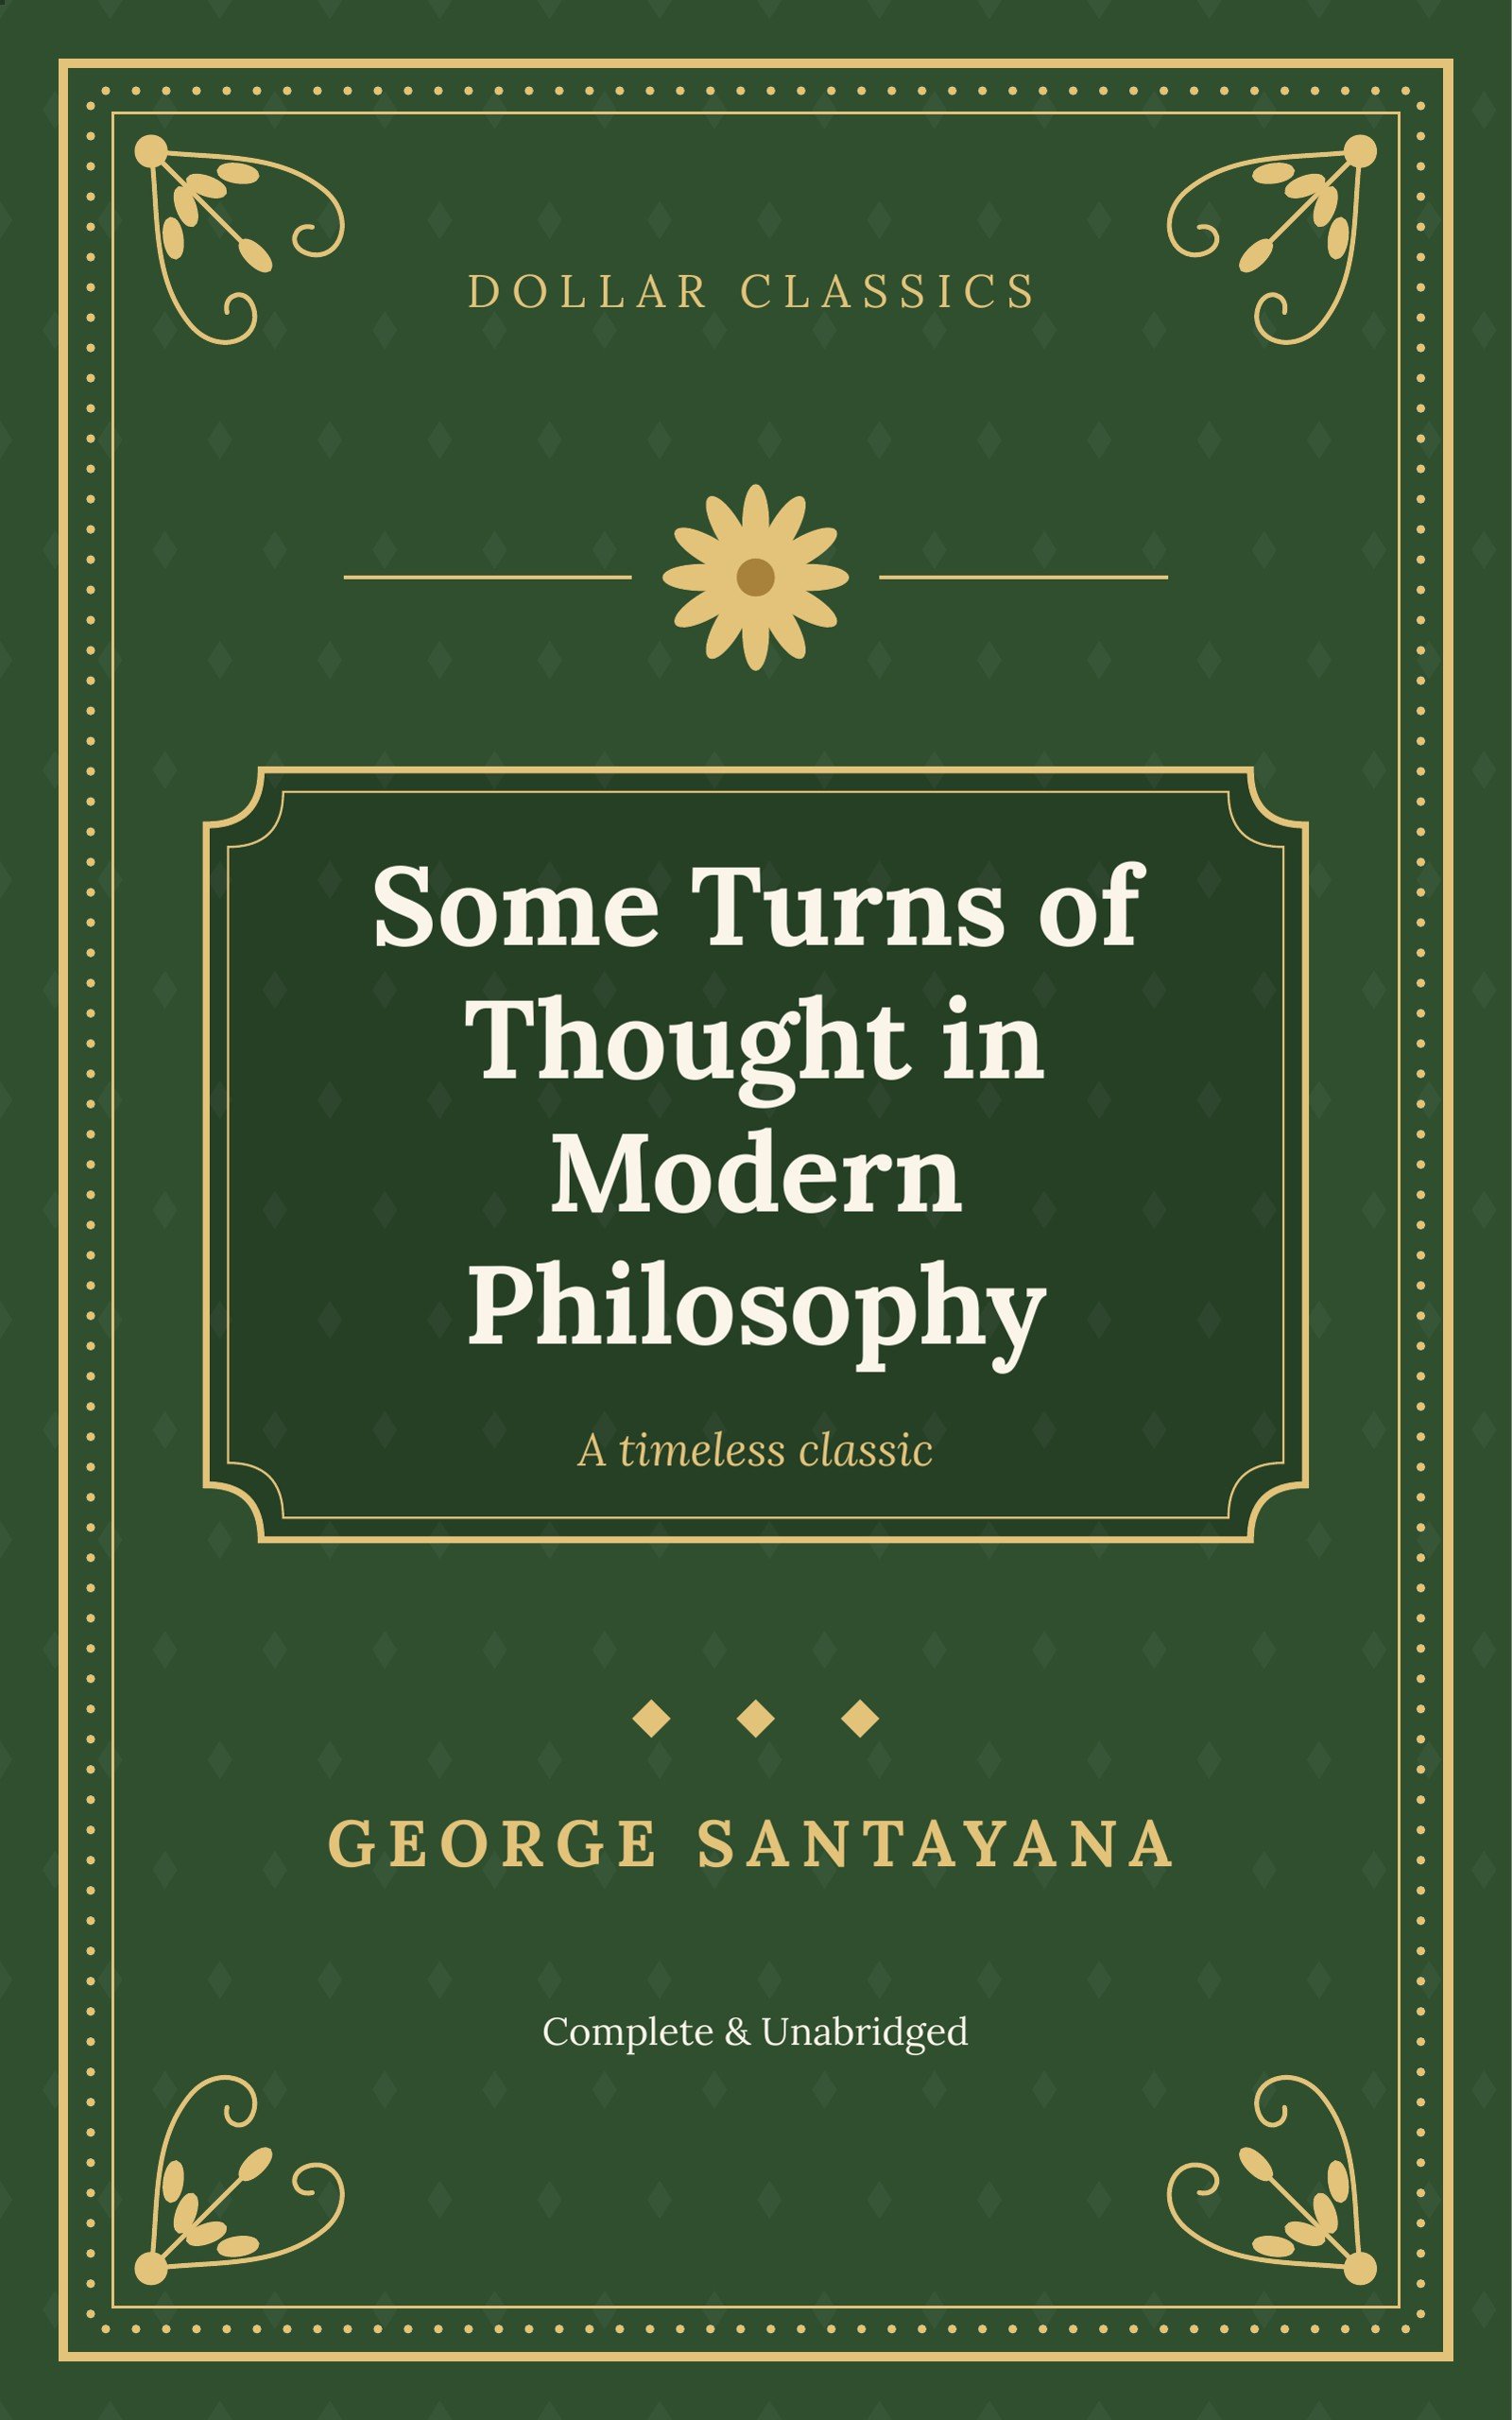 DOLLAR CLASSICS
Some Turns of
Thought in
Modern
Philosophy
A timeless classic
GEORGE SANTAYANA
Complete & Unabridged